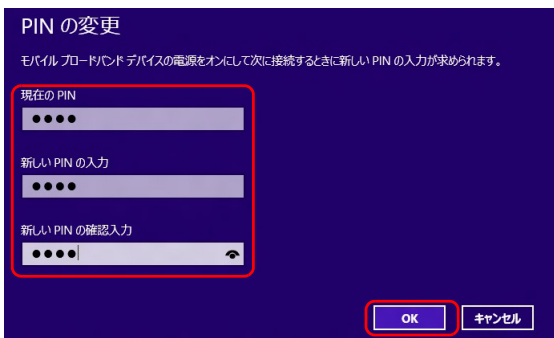 PIN の変更
モバイル ブロードバンド デバイスの電源をオンにして次に接続するときに新しい PIN の入力が求められます。
現在の PIN
●●●●
新しい PIN の入力
●●●●
新しい PIN の確認入力
●●●●
OK キャンセル